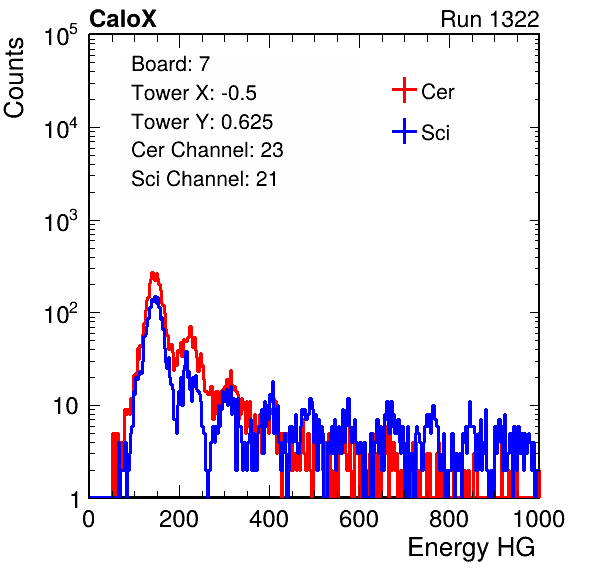 CaloX Run 1322
Counts
Board: 7
Tower X: -0.5
Tower Y: 0.625
Cer Channel: 23
Sci Channel: 21
Cer
Sci
10^5
10^4
10^3
10^2
10
1
0 200 400 600 800 1000
Energy HG